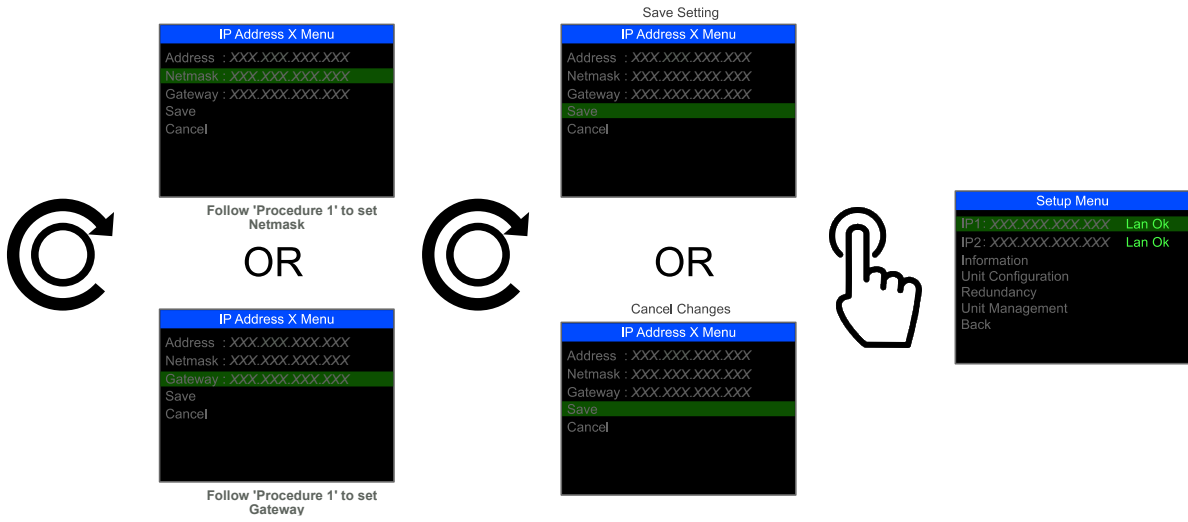 IP Address X Menu
Address : XXX.XXX.XXX.XXX
Netmask : XXX.XXX.XXX.XXX
Gateway : XXX.XXX.XXX.XXX
Save
Cancel
Follow 'Procedure 1' to set
Netmask
OR
IP Address X Menu
Address : XXX.XXX.XXX.XXX
Netmask : XXX.XXX.XXX.XXX
Gateway : XXX.XXX.XXX.XXX
Save
Cancel
Follow 'Procedure 1' to set
Gateway
Save Setting
IP Address X Menu
Address : XXX.XXX.XXX.XXX
Netmask : XXX.XXX.XXX.XXX
Gateway : XXX.XXX.XXX.XXX
Save
Cancel
OR
Cancel Changes
IP Address X Menu
Address : XXX.XXX.XXX.XXX
Netmask : XXX.XXX.XXX.XXX
Gateway : XXX.XXX.XXX.XXX
Save
Cancel
Setup Menu
IP1: XXX.XXX.XXX.XXX Lan Ok
IP2: XXX.XXX.XXX.XXX Lan Ok
Information
Unit Configuration
Redundancy
Unit Management
Back